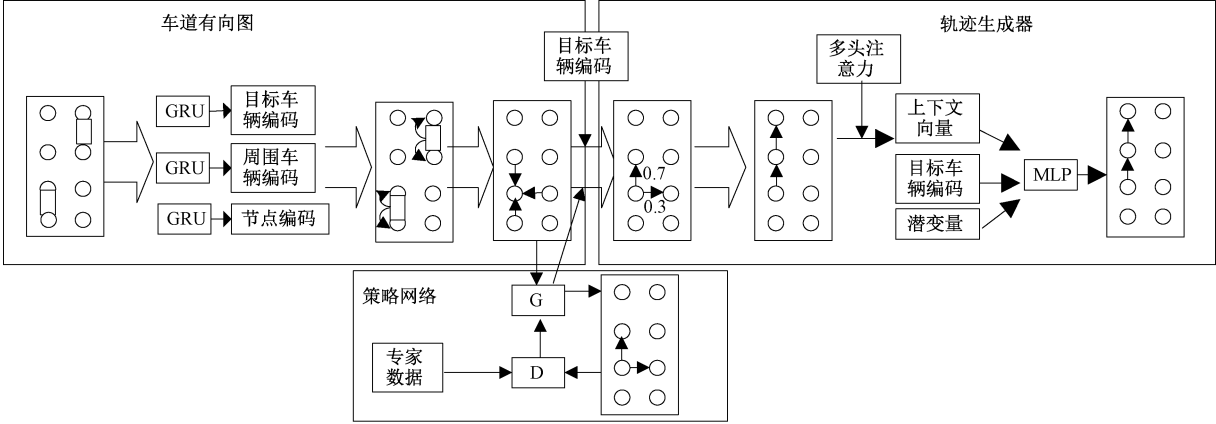 车道有向图
轨迹生成器
目标车
辆编码
多头注
意力
GRU
目标车
辆编码
GRU
周围车
辆编码
GRU
节点编码
0.7
0.3
上下文
向量
目标车
辆编码
潜变量
MLP
策略网络
G
专家
数据
D